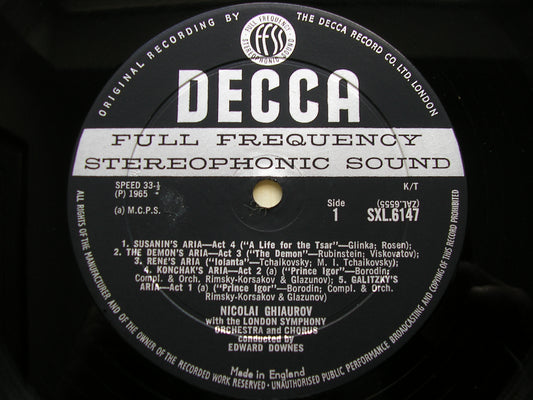 ORIGINAL RECORDING BY
THE DECCA RECORD CO. LTD. LONDON
FULL FREQUENCY
ffss
STEREOPHONIC SOUND
DECCA
FULL FREQUENCY
STEREOPHONIC SOUND
SPEED 33-⅓
(P) 1965
(a) M.C.P.S.
K/T
(ZAL.6555)
Side
1
SXL.6147
1. SUSANIN'S ARIA—Act 4 ("A Life for the Tsar"—Glinka; Rosen);
2. THE DEMON'S ARIA—Act 3 ("The Demon"—Rubinstein; Viskovatov);
3. RENE'S ARIA ("Iolanta"—Tchaikovsky; M. I. Tchaikovsky);
4. KONCHAK'S ARIA—Act 2 (a) ("Prince Igor"—Borodin;
Compl. & Orch. Rimsky-Korsakov & Glazunov); 5. GALITZKY'S
ARIA—Act 1 (a) ("Prince Igor"—Borodin; Compl. & Orch.
Rimsky-Korsakov & Glazunov)
NICOLAI GHIAUROV
with the LONDON SYMPHONY
ORCHESTRA and CHORUS
conducted by
EDWARD DOWNES
Made in England
ALL RIGHTS OF THE MANUFACTURER AND OF THE OWNER OF THE RECORDED WORK RESERVED • UNAUTHORISED PUBLIC PERFORMANCE BROADCASTING AND COPYING OF THIS RECORD PROHIBITED